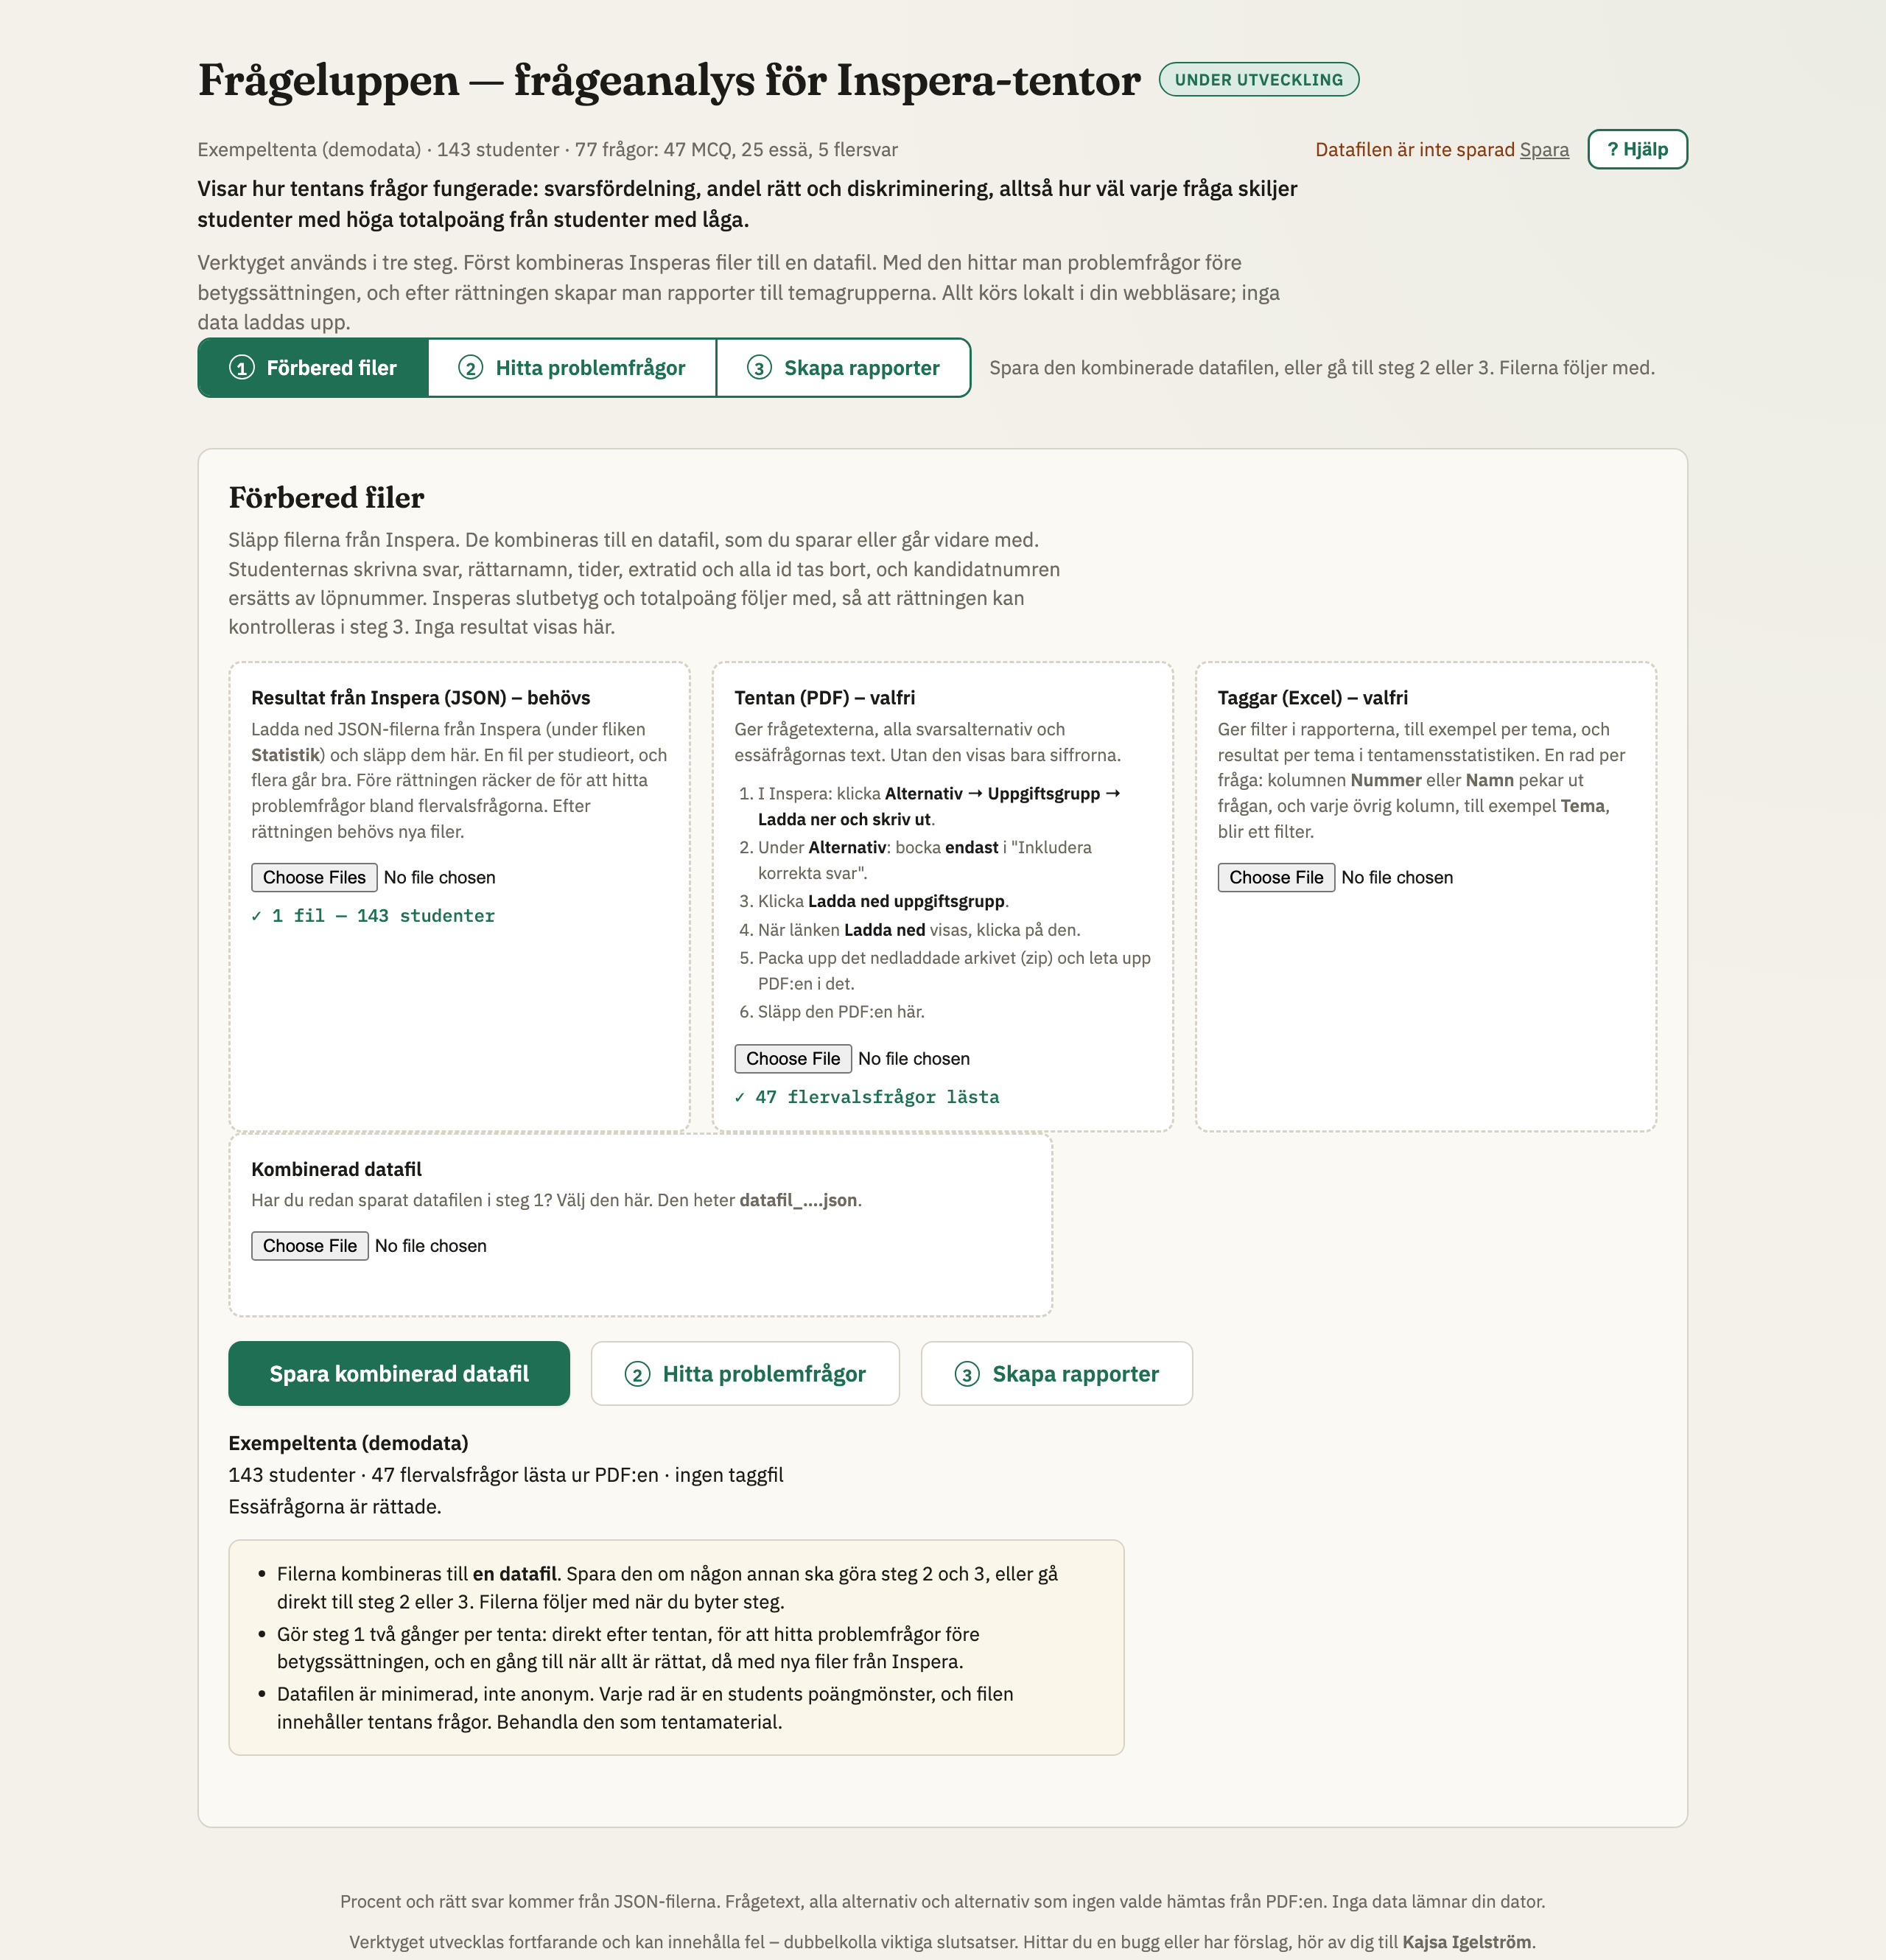 Frågeluppen — frågeanalys för Inspera-tentor UNDER UTVECKLING
Exempeltenta (demodata) · 143 studenter · 77 frågor: 47 MCQ, 25 essä, 5 flersvar
Datafilen är inte sparad Spara ? Hjälp
Visar hur tentans frågor fungerade: svarsfördelning, andel rätt och diskriminering, alltså hur väl varje fråga skiljer
studenter med höga totalpoäng från studenter med låga.
Verktyget används i tre steg. Först kombineras Insperas filer till en datafil. Med den hittar man problemfrågor före
betygssättningen, och efter rättningen skapar man rapporter till temagrupperna. Allt körs lokalt i din webbläsare; inga
data laddas upp.
1 Förbered filer 2 Hitta problemfrågor 3 Skapa rapporter Spara den kombinerade datafilen, eller gå till steg 2 eller 3. Filerna följer med.
Förbered filer
Släpp filerna från Inspera. De kombineras till en datafil, som du sparar eller går vidare med.
Studenternas skrivna svar, rättarnamn, tider, extratid och alla id tas bort, och kandidatnumren
ersätts av löpnummer. Insperas slutbetyg och totalpoäng följer med, så att rättningen kan
kontrolleras i steg 3. Inga resultat visas här.
Resultat från Inspera (JSON) – behövs
Ladda ned JSON-filerna från Inspera (under fliken
Statistik) och släpp dem här. En fil per studieort, och
flera går bra. Före rättningen räcker de för att hitta
problemfrågor bland flervalsfrågorna. Efter
rättningen behövs nya filer.
Choose Files No file chosen
✓ 1 fil — 143 studenter
Tentan (PDF) – valfri
Ger frågetexterna, alla svarsalternativ och
essäfrågornas text. Utan den visas bara siffrorna.
1. I Inspera: klicka Alternativ → Uppgiftsgrupp →
Ladda ner och skriv ut.
2. Under Alternativ: bocka endast i "Inkludera
korrekta svar".
3. Klicka Ladda ned uppgiftsgrupp.
4. När länken Ladda ned visas, klicka på den.
5. Packa upp det nedladdade arkivet (zip) och leta upp
PDF:en i det.
6. Släpp den PDF:en här.
Choose File No file chosen
✓ 47 flervalsfrågor lästa
Taggar (Excel) – valfri
Ger filter i rapporterna, till exempel per tema, och
resultat per tema i tentamensstatistiken. En rad per
fråga: kolumnen Nummer eller Namn pekar ut
frågan, och varje övrig kolumn, till exempel Tema,
blir ett filter.
Choose File No file chosen
Kombinerad datafil
Har du redan sparat datafilen i steg 1? Välj den här. Den heter datafil_....json.
Choose File No file chosen
Spara kombinerad datafil 2 Hitta problemfrågor 3 Skapa rapporter
Exempeltenta (demodata)
143 studenter · 47 flervalsfrågor lästa ur PDF:en · ingen taggfil
Essäfrågorna är rättade.
• Filerna kombineras till en datafil. Spara den om någon annan ska göra steg 2 och 3, eller gå
direkt till steg 2 eller 3. Filerna följer med när du byter steg.
• Gör steg 1 två gånger per tenta: direkt efter tentan, för att hitta problemfrågor före
betygssättningen, och en gång till när allt är rättat, då med nya filer från Inspera.
• Datafilen är minimerad, inte anonym. Varje rad är en students poängmönster, och filen
innehåller tentans frågor. Behandla den som tentamaterial.
Procent och rätt svar kommer från JSON-filerna. Frågetext, alla alternativ och alternativ som ingen valde hämtas från PDF:en. Inga data lämnar din dator.
Verktyget utvecklas fortfarande och kan innehålla fel – dubbelkolla viktiga slutsatser. Hittar du en bugg eller har förslag, hör av dig till Kajsa Igelström.